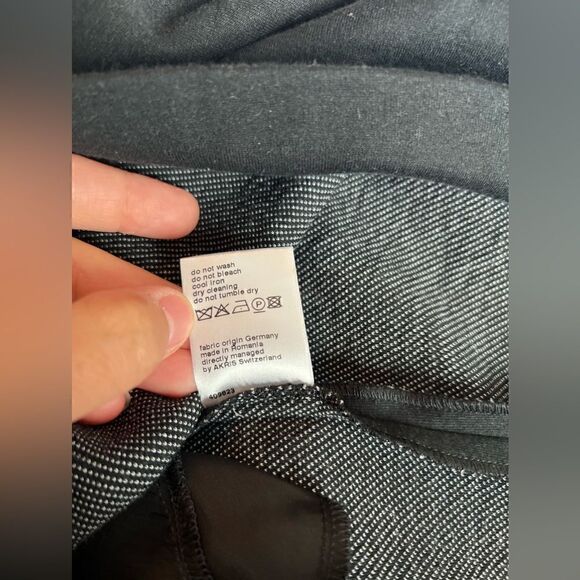 do not wash
do not bleach
cool iron
dry cleaning
do not tumble dry
P
fabric origin Germany
made in Romania
directly managed
by AKRIS Switzerland
409623